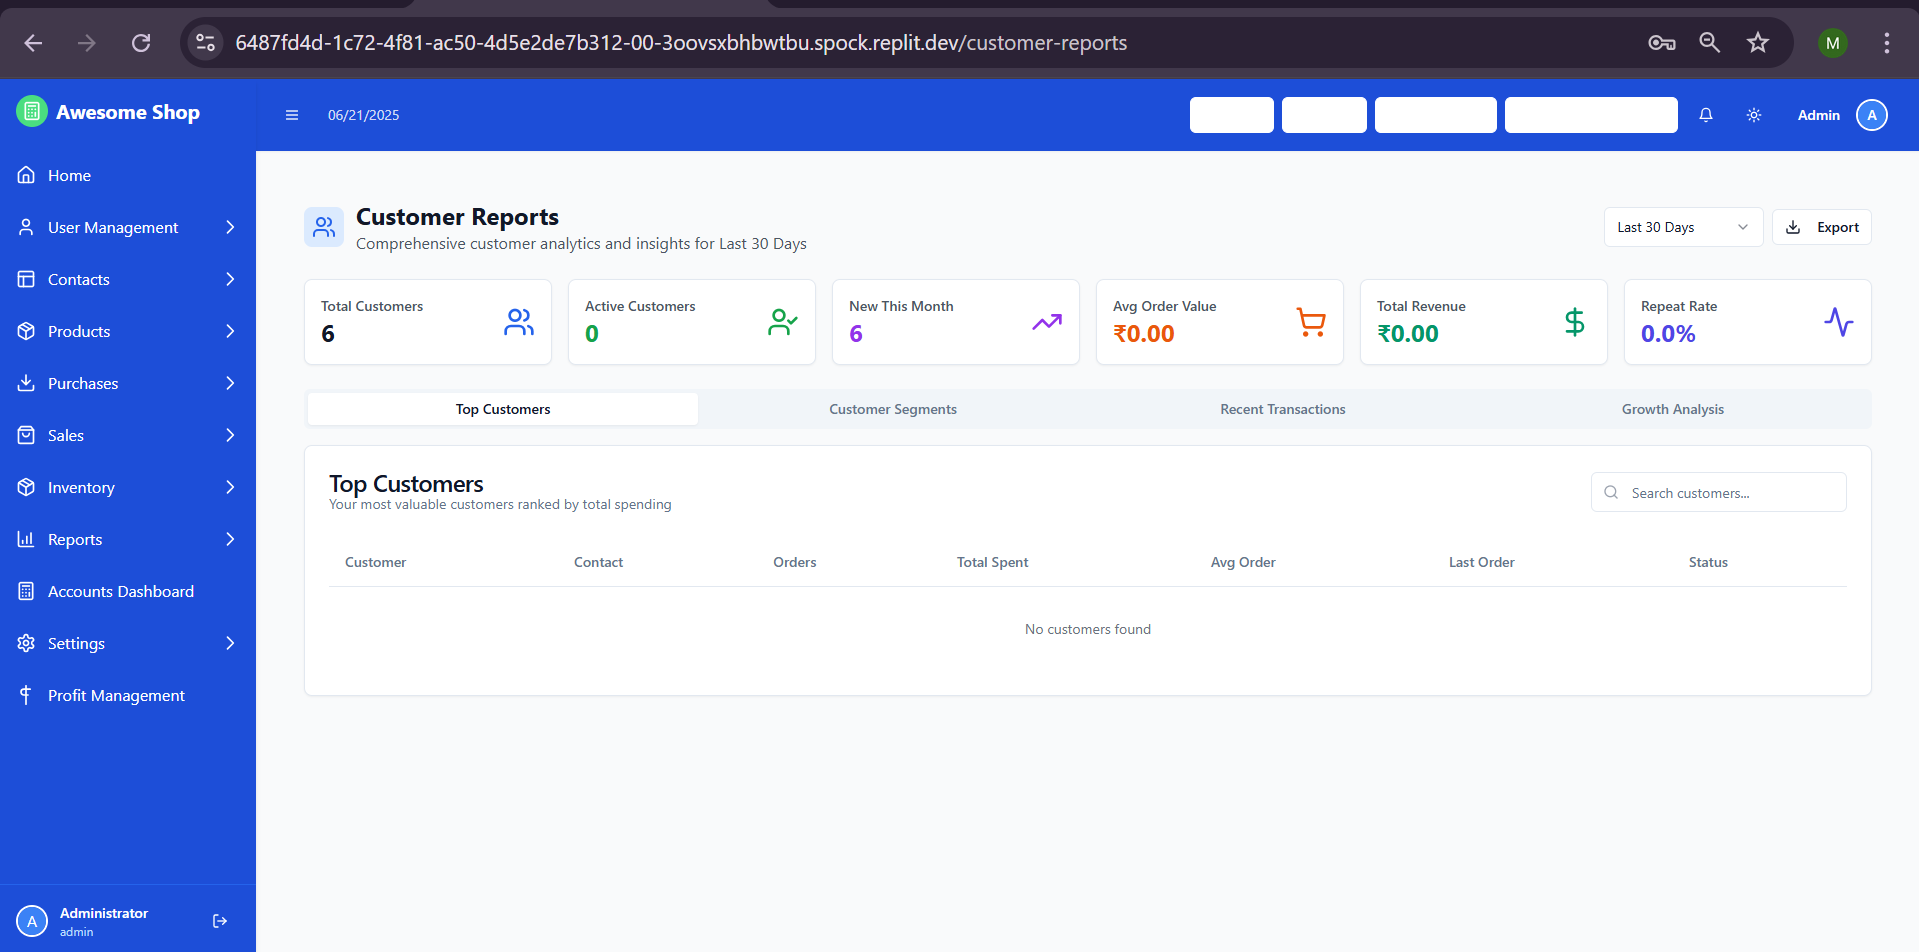 6487fd4d-1c72-4f81-ac50-4d5e2de7b312-00-3oovsxbhbwtbu.spock.replit.dev/customer-reports
M
Awesome Shop
06/21/2025
Admin
A
Home
User Management
Contacts
Products
Purchases
Sales
Inventory
Reports
Accounts Dashboard
Settings
Profit Management
A
Administrator
admin
Customer Reports
Comprehensive customer analytics and insights for Last 30 Days
Last 30 Days
Export
Total Customers
6
Active Customers
0
New This Month
6
Avg Order Value
₹0.00
Total Revenue
₹0.00
Repeat Rate
0.0%
Top Customers
Customer Segments
Recent Transactions
Growth Analysis
Top Customers
Your most valuable customers ranked by total spending
Search customers...
Customer Contact Orders Total Spent Avg Order Last Order Status
No customers found